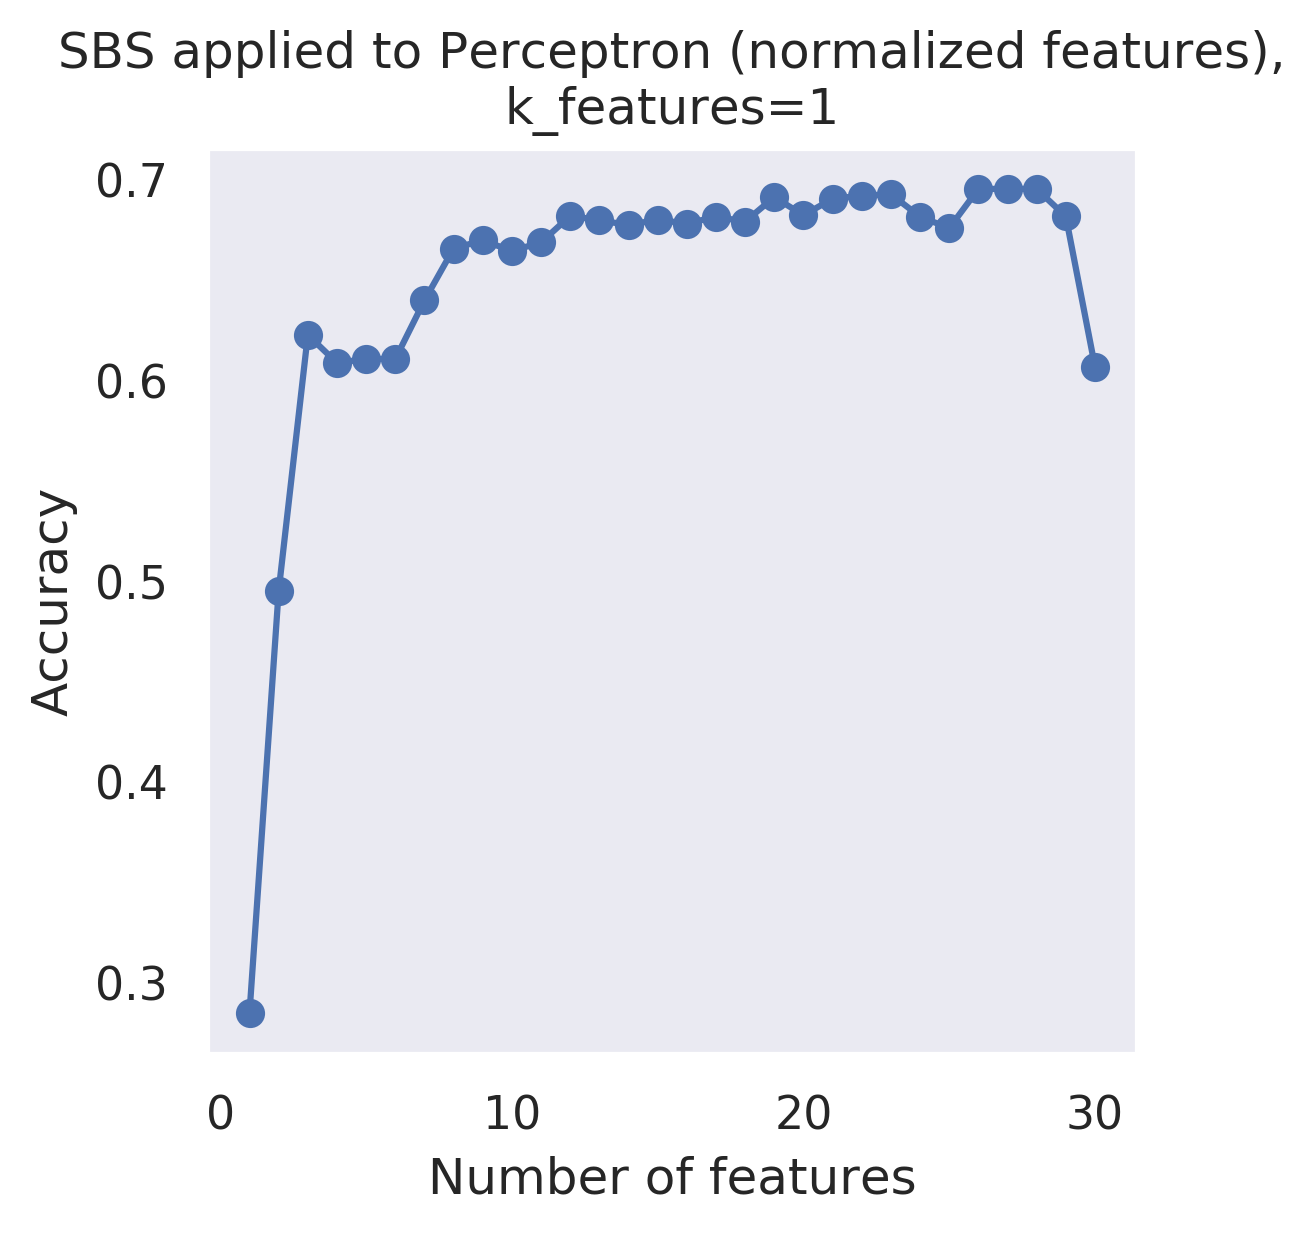 SBS applied to Perceptron (normalized features),
k_features=1
0.7
0.6
0.5
0.4
0.3
Accuracy
0 10 20 30
Number of features